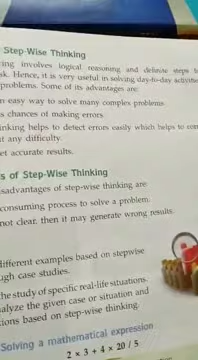 Step-Wise Thinking
ing involves logical reasoning and definite steps
sk. Hence, it is very useful in solving day-to-day activities
problems. Some of its advantages are:
n easy way to solve many complex problems.
s chances of making errors.
inking helps to detect errors easily which helps to
t any difficulty.
et accurate results.
s of Step-Wise Thinking
sadvantages of step-wise thinking are:
consuming process to solve a problem.
not clear, then it may generate wrong results.
ifferent examples based on stepwise
ugh case studies.
he study of specific real-life situations.
alyze the given case or situation and
ions based on step-wise thinking.
Solving a mathematical expression
2 × 3 + 4 × 20 / 5